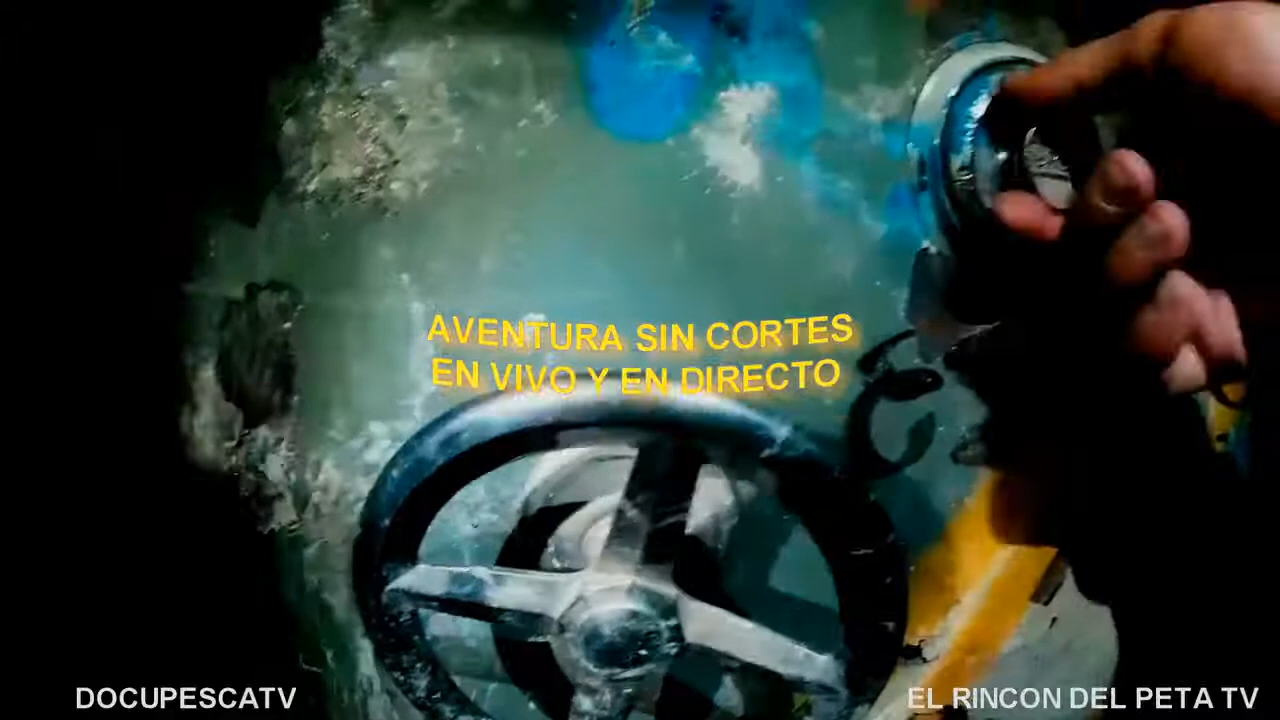 AVENTURA SIN CORTES
EN VIVO Y EN DIRECTO
DOCUPESCATV
EL RINCON DEL PETA TV